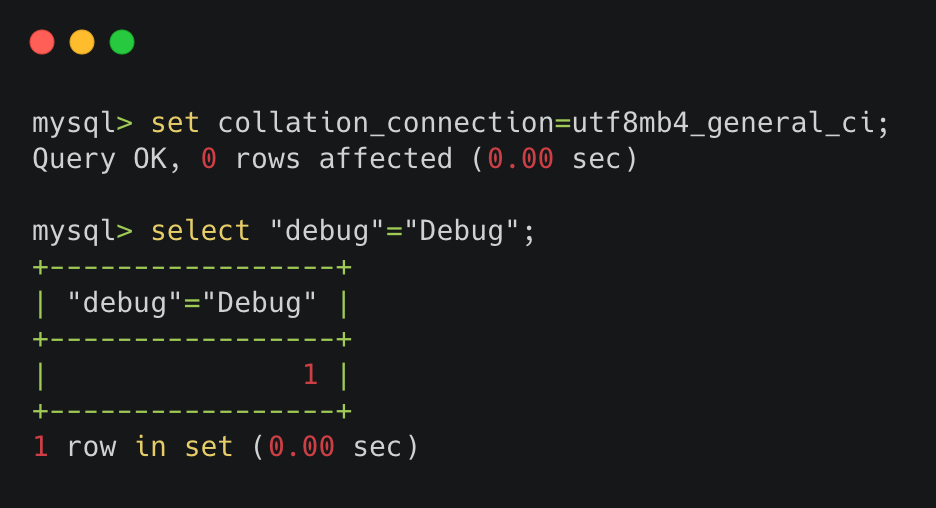 mysql> set collation_connection=utf8mb4_general_ci;
Query OK, 0 rows affected (0.00 sec)
mysql> select "debug"="Debug";
+-----------------+
| "debug"="Debug" |
+-----------------+
|               1 |
+-----------------+
1 row in set (0.00 sec)